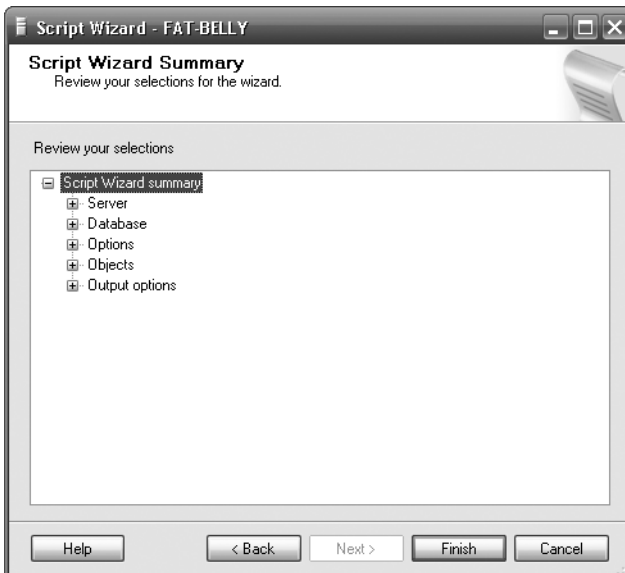 Script Wizard - FAT-BELLY
Script Wizard Summary
Review your selections for the wizard.
Review your selections
Script Wizard summary
Server
Database
Options
Objects
Output options
Help
< Back
Next >
Finish
Cancel